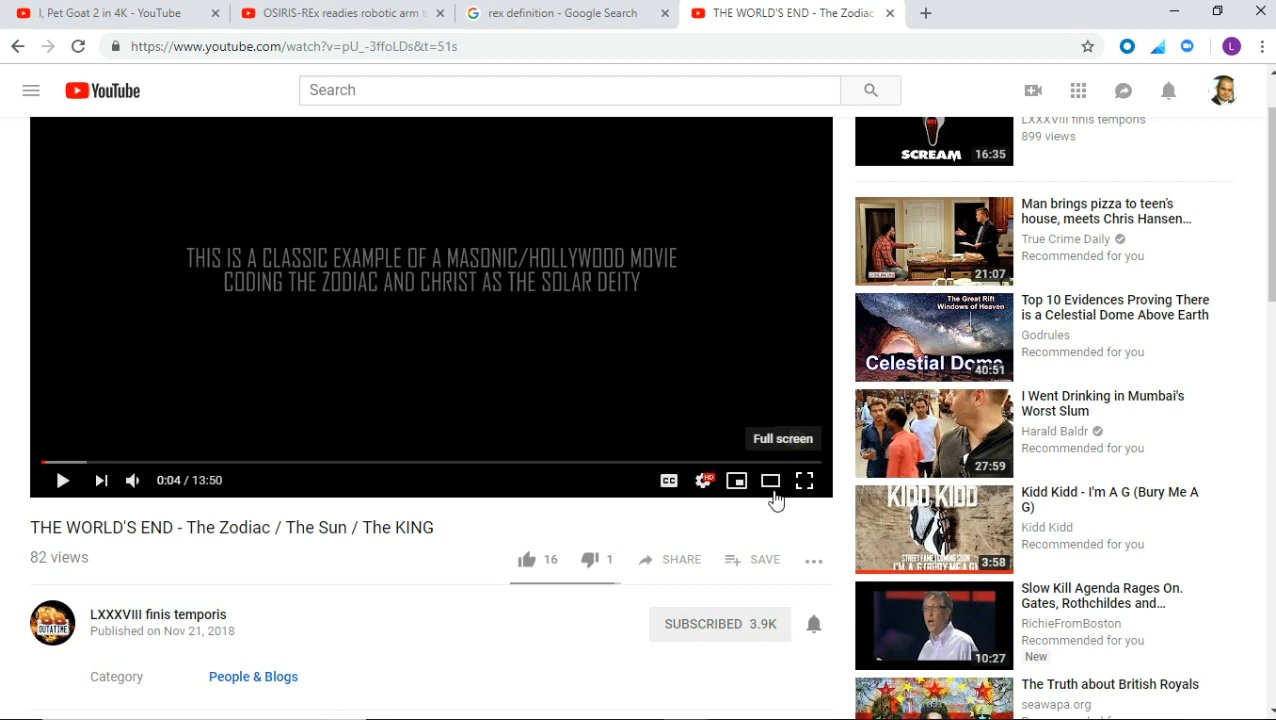 I, Pet Goat 2 in 4K - YouTube
OSIRIS-REx readies robotic arm t
rex definition - Google Search
THE WORLD'S END - The Zodiac
https://www.youtube.com/watch?v=pU_-3ffoLDs&t=51s
L
YouTube
Search
THIS IS A CLASSIC EXAMPLE OF A MASONIC/HOLLYWOOD MOVIE
CODING THE ZODIAC AND CHRIST AS THE SOLAR DEITY
Full screen
0:04 / 13:50
CC
HD
THE WORLD'S END - The Zodiac / The Sun / The KING
82 views
16
1
SHARE
SAVE
88
OUTATIME
LXXXVIII finis temporis
Published on Nov 21, 2018
SUBSCRIBED 3.9K
Category
People & Blogs
SCREAM
16:35
LXXXVIII finis temporis
899 views
21:07
Man brings pizza to teen's
house, meets Chris Hansen...
True Crime Daily
Recommended for you
The Great Rift
Windows of Heaven
Celestial Dome
40:51
Top 10 Evidences Proving There
is a Celestial Dome Above Earth
Godrules
Recommended for you
27:59
I Went Drinking in Mumbai's
Worst Slum
Harald Baldr
Recommended for you
KIDD KIDD
STREET FAME | COMING SOON
I'M A G (BURY ME A G)
3:58
Kidd Kidd - I'm A G (Bury Me A
G)
Kidd Kidd
Recommended for you
10:27
Slow Kill Agenda Rages On.
Gates, Rothchildes and...
RichieFromBoston
Recommended for you
New
The Truth about British Royals
seawapa.org